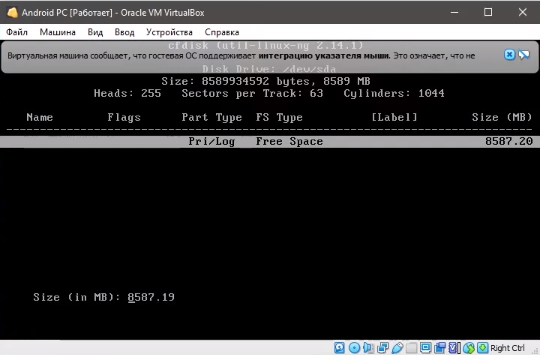 Android PC [Работает] - Oracle VM VirtualBox
Файл Машина Вид Ввод Устройства Справка
cfdisk (util-linux-ng 2.14.1)
Виртуальная машина сообщает, что гостевая ОС поддерживает интеграцию указателя мыши. Это означает, что не
Disk Drive: /dev/sda
Size: 8589934592 bytes, 8589 MB
Heads: 255 Sectors per Track: 63 Cylinders: 1044
Name Flags Part Type FS Type [Label] Size (MB)
Pri/Log Free Space 8587.20
Size (in MB): 8587.19
Right Ctrl